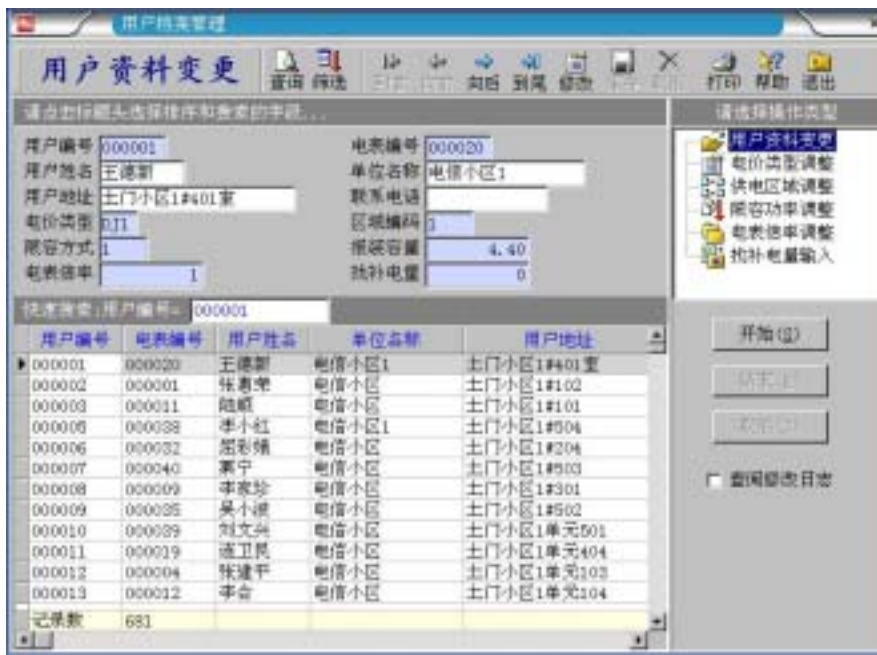 用户档案管理
用户资料变更 查询 筛选 向后 到尾 修改 打印 帮助 退出
请点击标题头选择排序和搜索的字段...
请选择操作类型
用户编号 000001 电表编号 000020
用户姓名 王德新 单位名称 电信小区1
用户地址 土门小区1#401室 联系电话
电价类型 DJ1 区域编码 1
限容方式 1 报装容量 4.40
电表倍率 1 找补电量 0
用户资料变更
电价类型调整
供电区域调整
限容功率调整
电表倍率调整
找补电量输入
快速搜索:用户编号= 000001
用户编号 电表编号 用户姓名 单位名称 用户地址
000001 000020 王德新 电信小区1 土门小区1#401室
000002 000001 张惠荣 电信小区 土门小区1#102
000003 000011 电信小区 土门小区1#101
000005 000038 李小红 电信小区1 土门小区1#504
000006 000032 屈彩娥 电信小区 土门小区1#204
000007 000040 电信小区 土门小区1#503
000008 000009 李家珍 电信小区 土门小区1#301
000009 000035 吴小波 电信小区 土门小区1#502
000010 000039 刘文兴 电信小区 土门小区1单元501
000011 000019 连卫民 电信小区 土门小区1单元404
000012 000004 张建平 电信小区 土门小区1单元103
000013 000012 李合 电信小区 土门小区1单元104
记录数 681
开始(S)
查阅修改日志